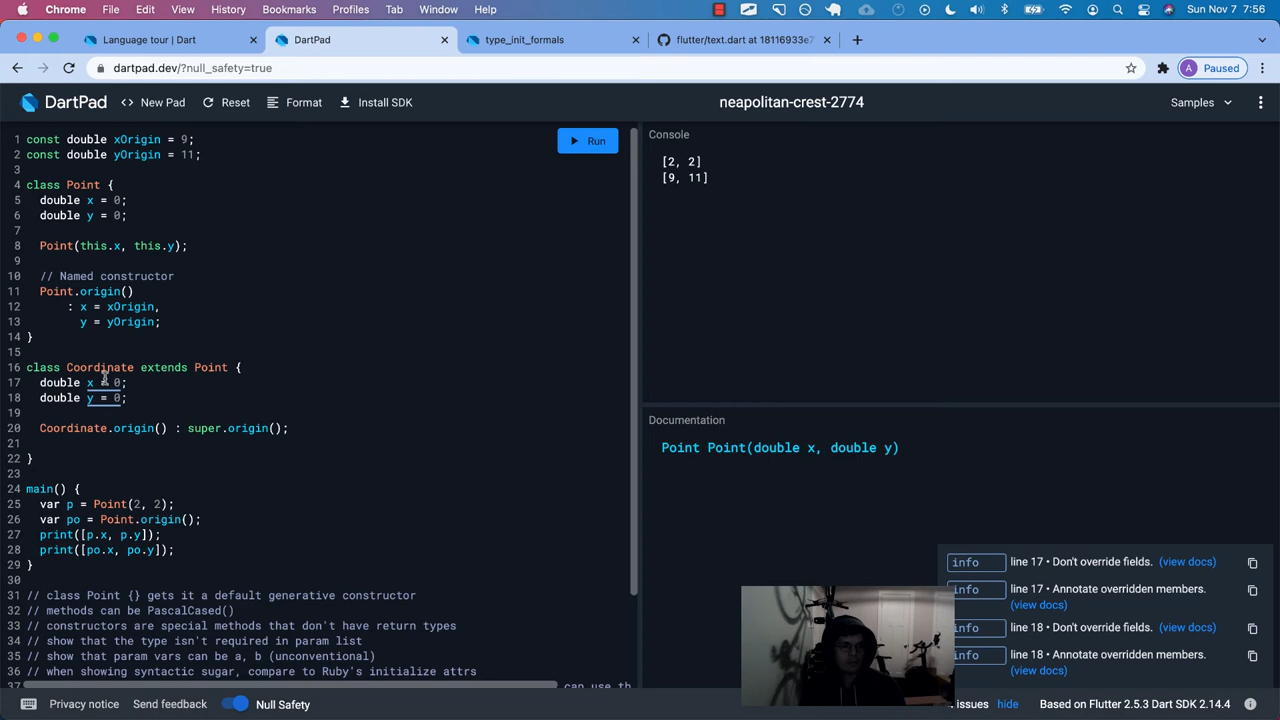 Chrome File Edit View History Bookmarks Profiles Tab Window Help Sun Nov 7 7:56
Language tour | Dart
DartPad
type_init_formals
flutter/text.dart at 18116933e7
dartpad.dev/?null_safety=true
A Paused
DartPad <> New Pad Reset Format Install SDK neapolitan-crest-2774 Samples
Run
1 const double xOrigin = 9;
2 const double yOrigin = 11;
3
4 class Point {
5 double x = 0;
6 double y = 0;
7
8 Point(this.x, this.y);
9
10 // Named constructor
11 Point.origin()
12 : x = xOrigin,
13 y = yOrigin;
14 }
15
16 class Coordinate extends Point {
17 double x = 0;
18 double y = 0;
19
20 Coordinate.origin() : super.origin();
21
22 }
23
24 main() {
25 var p = Point(2, 2);
26 var po = Point.origin();
27 print([p.x, p.y]);
28 print([po.x, po.y]);
29 }
30
31 // class Point {} gets it a default generative constructor
32 // methods can be PascalCased()
33 // constructors are special methods that don't have return types
34 // show that the type isn't required in param list
35 // show that param vars can be a, b (unconventional)
36 // when showing syntactic sugar, compare to Ruby's initialize attrs
37 can use th
Console
[2, 2]
[9, 11]
Documentation
Point Point(double x, double y)
info line 17 • Don't override fields. (view docs)
info line 17 • Annotate overridden members.
(view docs)
info line 18 • Don't override fields. (view docs)
info line 18 • Annotate overridden members.
(view docs)
Privacy notice Send feedback Null Safety issues hide Based on Flutter 2.5.3 Dart SDK 2.14.4